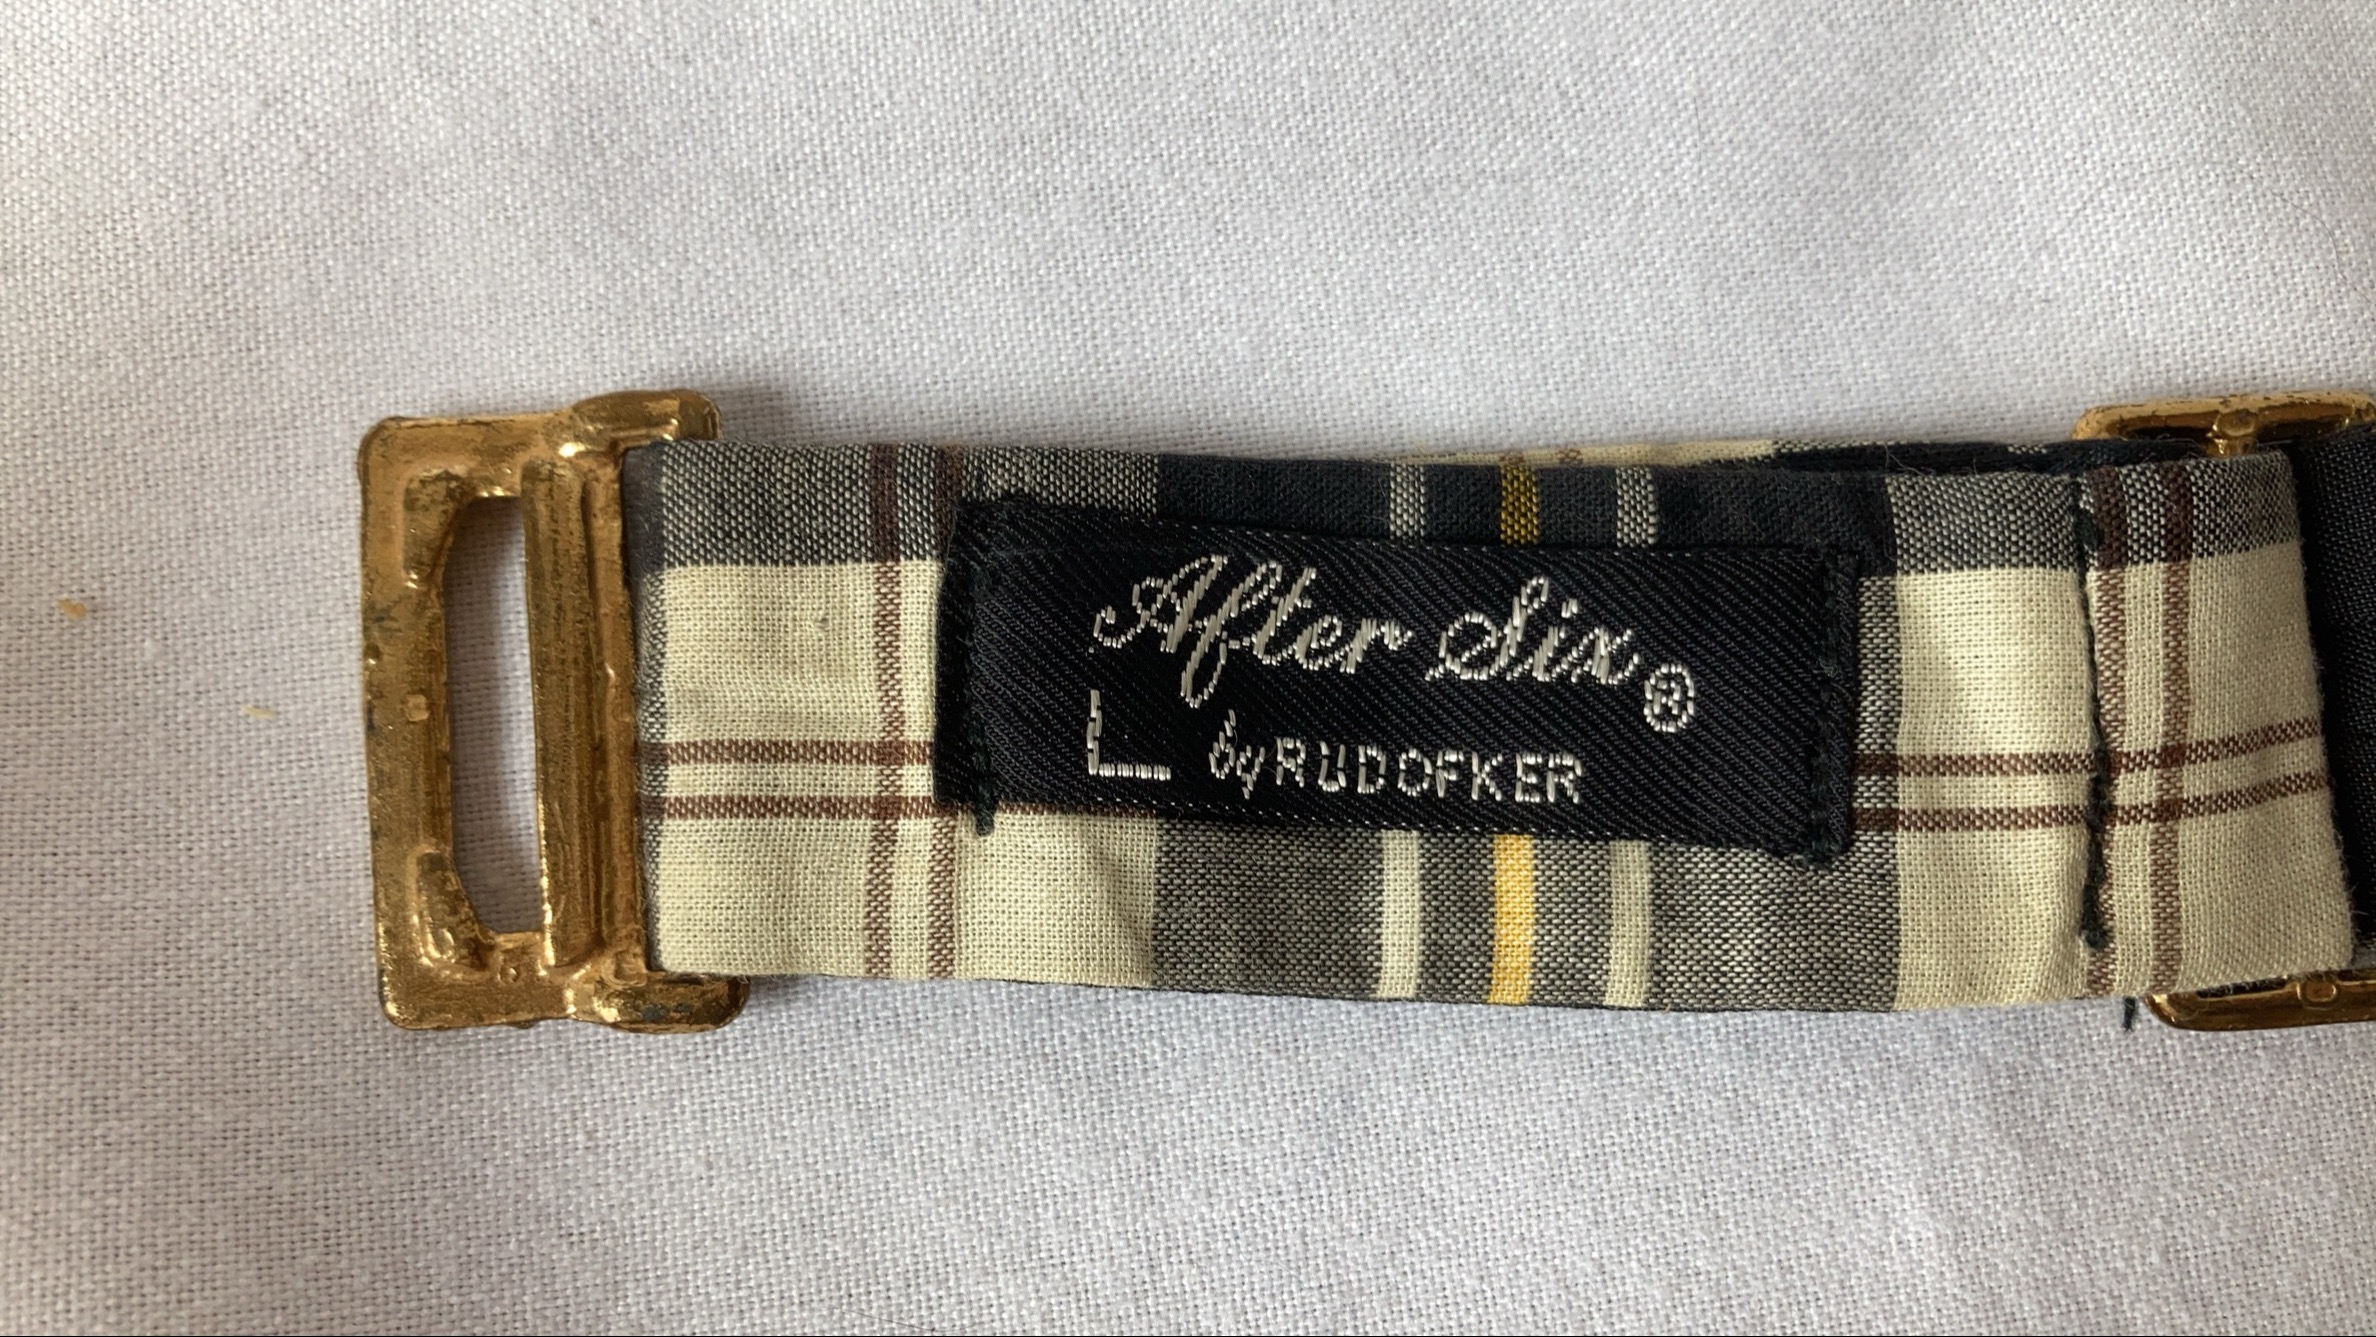 After Six®
L by RUDOFKER